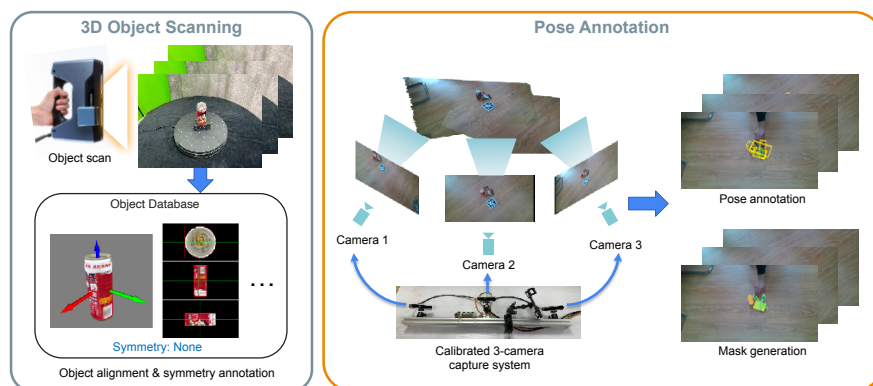 3D Object Scanning
Object scan
Object Database
Symmetry: None
Object alignment & symmetry annotation
Pose Annotation
Camera 1
Camera 2
Camera 3
Calibrated 3-camera
capture system
Pose annotation
Mask generation